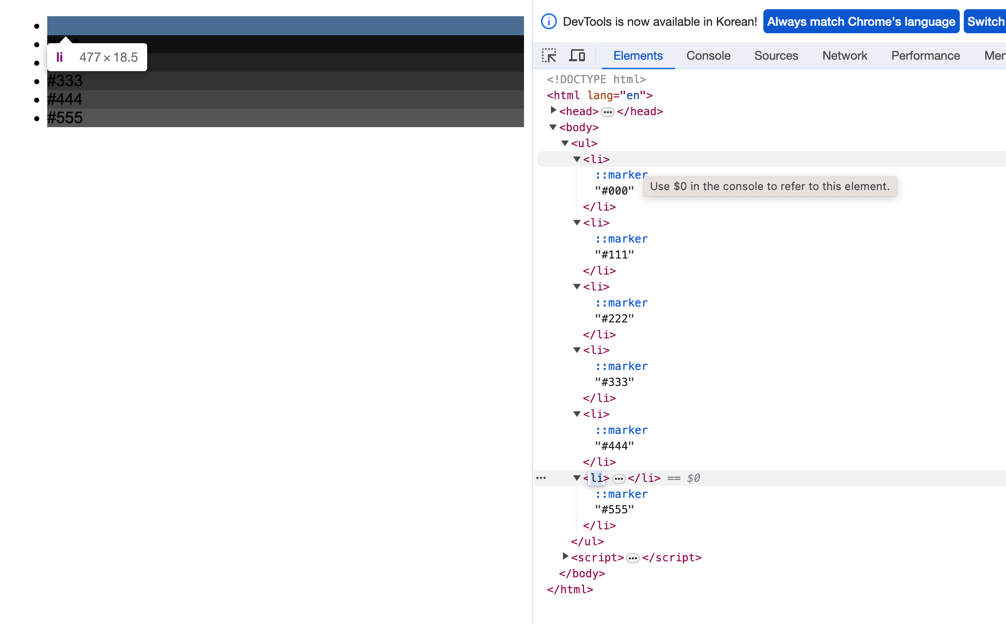 li 477 × 18.5
#333
#444
#555
DevTools is now available in Korean! Always match Chrome's language Switch
Elements Console Sources Network Performance Mem
<!DOCTYPE html>
<html lang="en">
<head> ••• </head>
<body>
<ul>
<li>
::marker
"#000"
Use $0 in the console to refer to this element.
</li>
<li>
::marker
"#111"
</li>
<li>
::marker
"#222"
</li>
<li>
::marker
"#333"
</li>
<li>
::marker
"#444"
</li>
<li> ••• </li> == $0
::marker
"#555"
</li>
</ul>
<script> ••• </script>
</body>
</html>